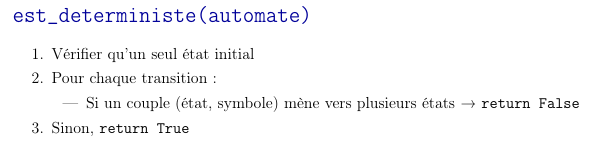 est_deterministe(automate)
1. Vérifier qu'un seul état initial
2. Pour chaque transition :
— Si un couple (état, symbole) mène vers plusieurs états → return False
3. Sinon, return True